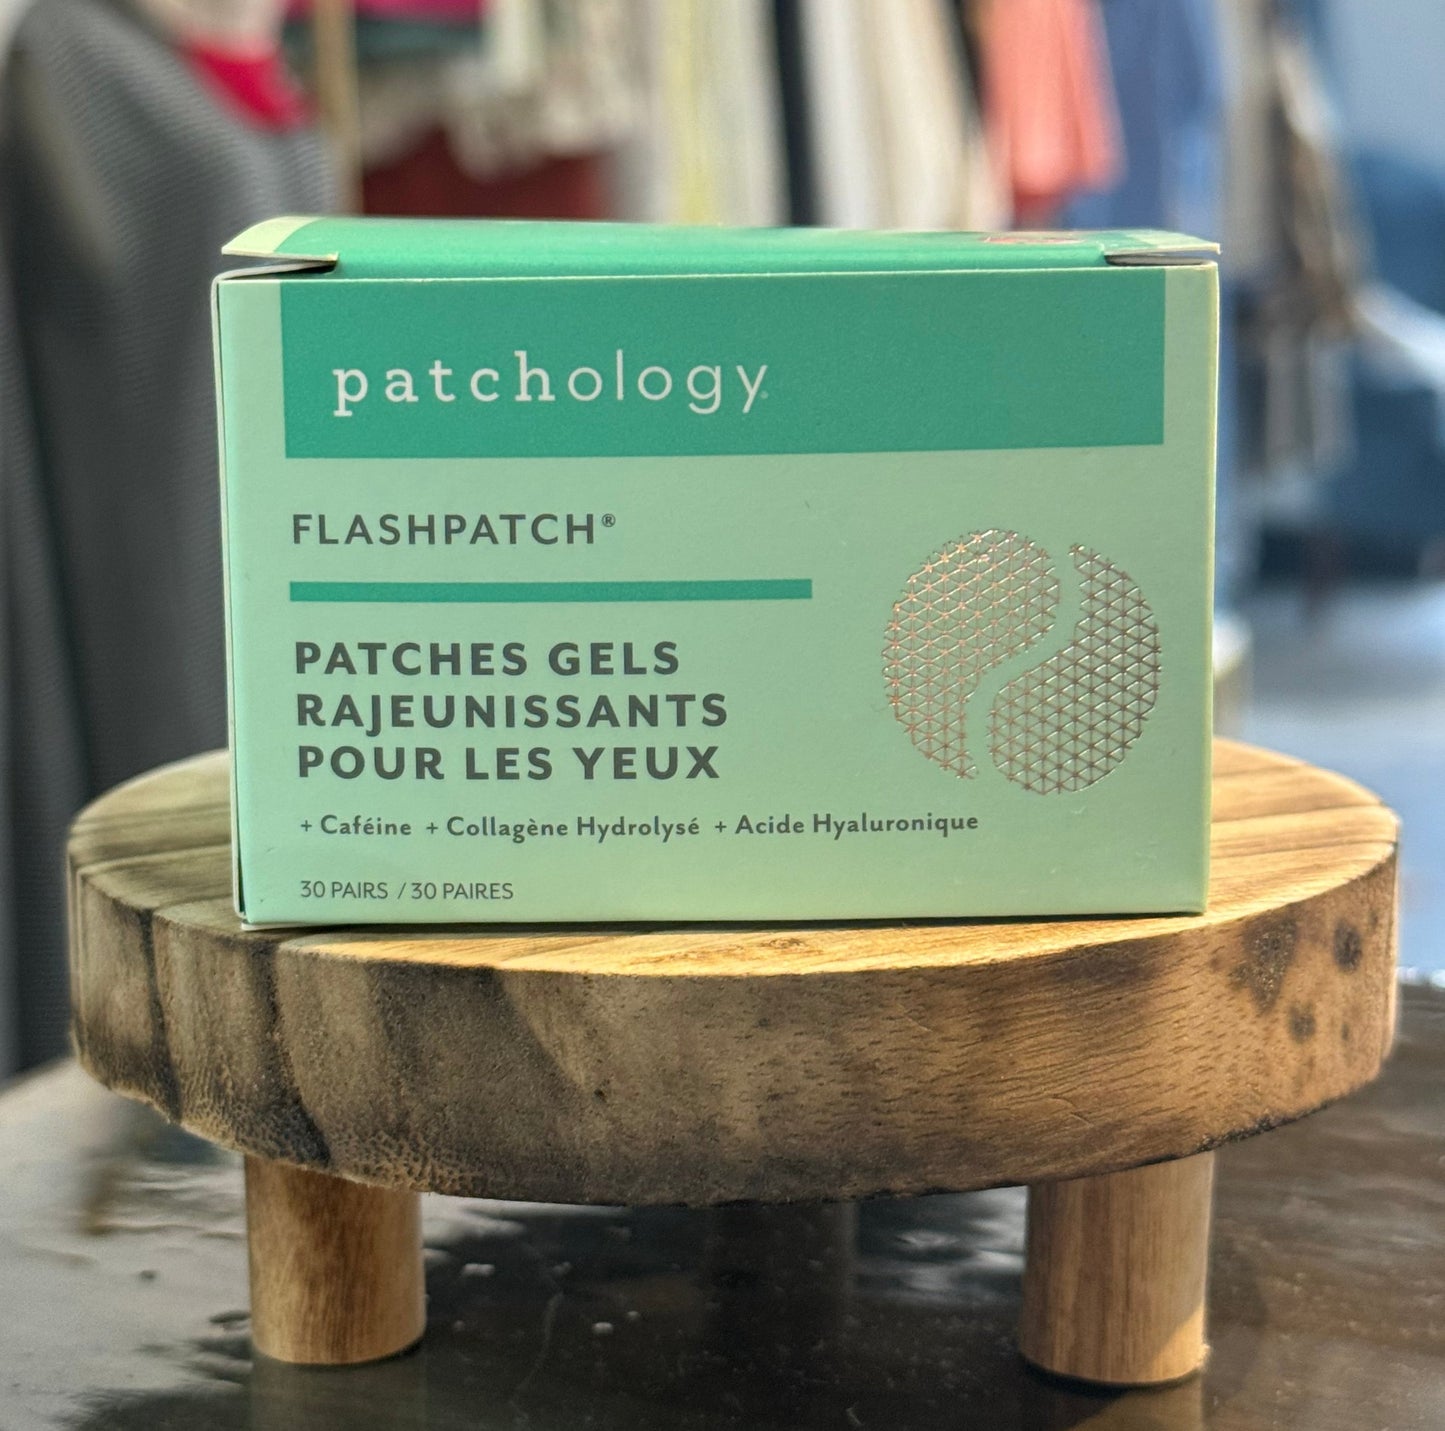 patchology
FLASHPATCH®
PATCHES GELS
RAJEUNISSANTS
POUR LES YEUX
+ Caféine + Collagène Hydrolysé + Acide Hyaluronique
30 PAIRS / 30 PAIRES